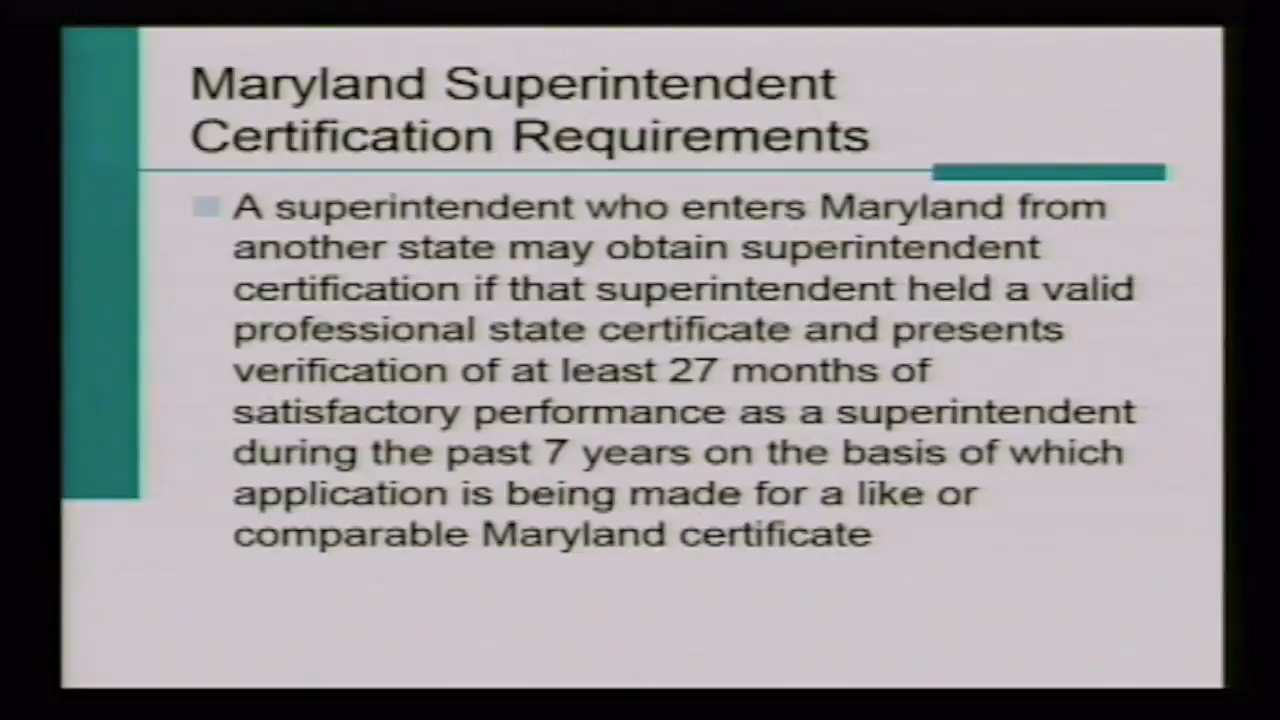 Maryland Superintendent
Certification Requirements
A superintendent who enters Maryland from
another state may obtain superintendent
certification if that superintendent held a valid
professional state certificate and presents
verification of at least 27 months of
satisfactory performance as a superintendent
during the past 7 years on the basis of which
application is being made for a like or
comparable Maryland certificate